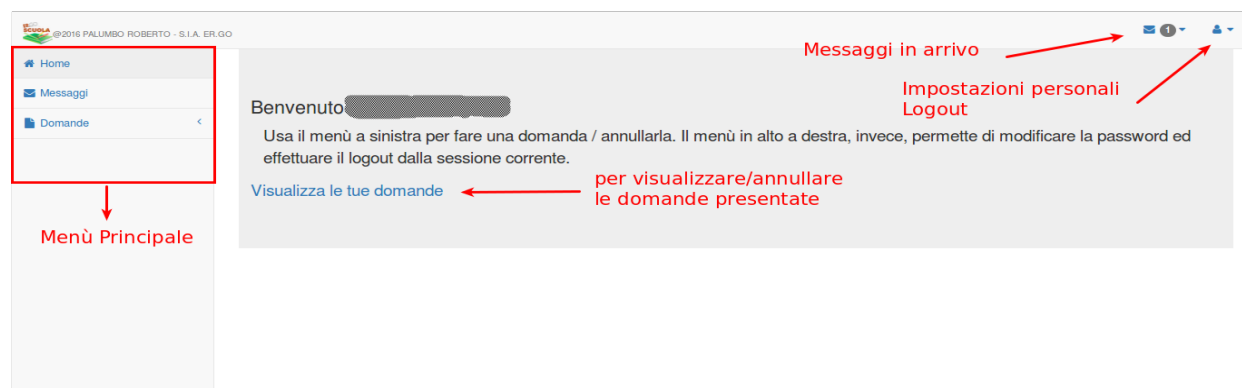 ER.GO
SCUOLA
@2016 PALUMBO ROBERTO - S.I.A. ER.GO
1
Messaggi in arrivo
Home
Messaggi
Domande
Impostazioni personali
Logout
Benvenuto
Usa il menù a sinistra per fare una domanda / annullarla. Il menù in alto a destra, invece, permette di modificare la password ed
effettuare il logout dalla sessione corrente.
Visualizza le tue domande
per visualizzare/annullare
le domande presentate
Menù Principale